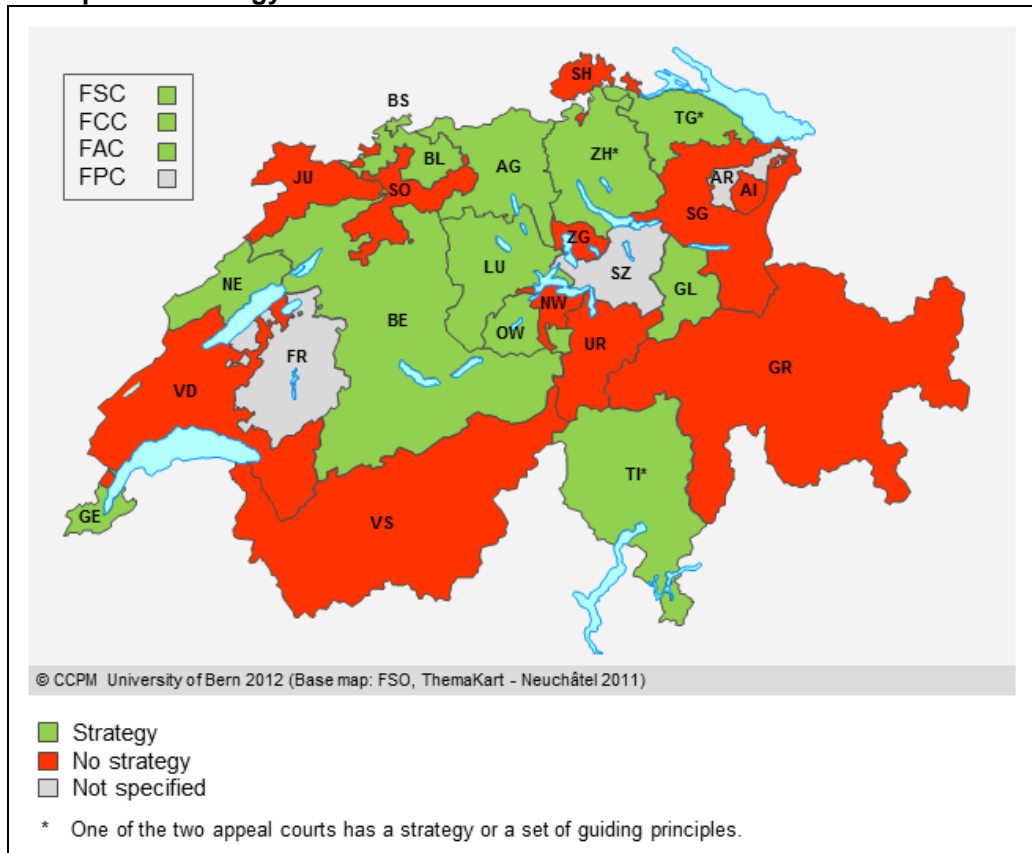 FSC
FCC
FAC
FPC
SH
BS
TG*
BL
AG
ZH*
JU
SO
AR
AI
SG
ZG
LU
SZ
NE
GL
NW
BE
OW
UR
FR
GR
VD
TI*
GE
VS
© CCPM University of Bern 2012 (Base map: FSO, ThemaKart - Neuchâtel 2011)
Strategy
No strategy
Not specified
* One of the two appeal courts has a strategy or a set of guiding principles.